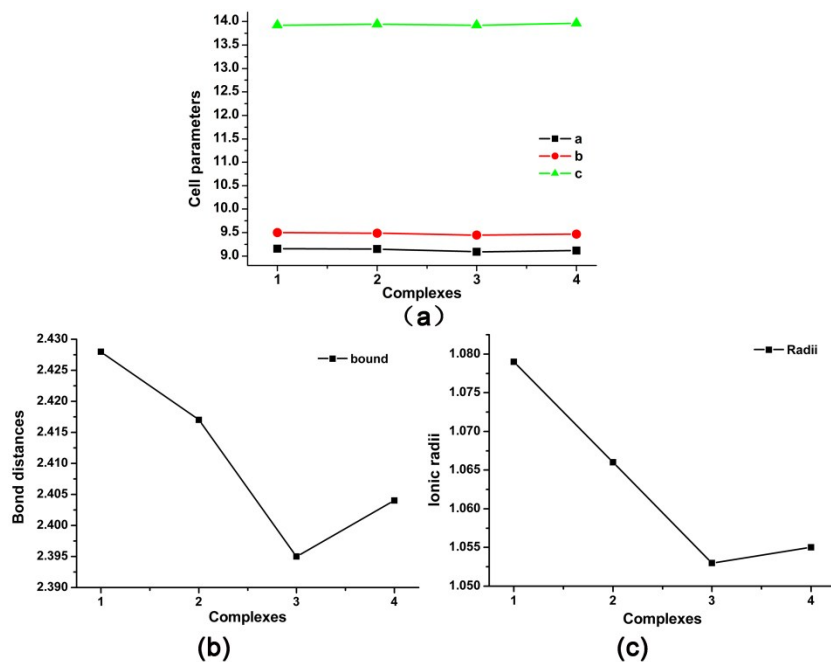 14.0
13.5
13.0
12.5
12.0
11.5
11.0
10.5
10.0
9.5
9.0
Cell parameters
a
b
c
1 2 3 4
Complexes
(a)
2.430
2.425
2.420
2.415
2.410
2.405
2.400
2.395
2.390
Bond distances
bound
1 2 3 4
Complexes
(b)
1.080
1.075
1.070
1.065
1.060
1.055
1.050
Ionic radii
Radii
1 2 3 4
Complexes
(c)